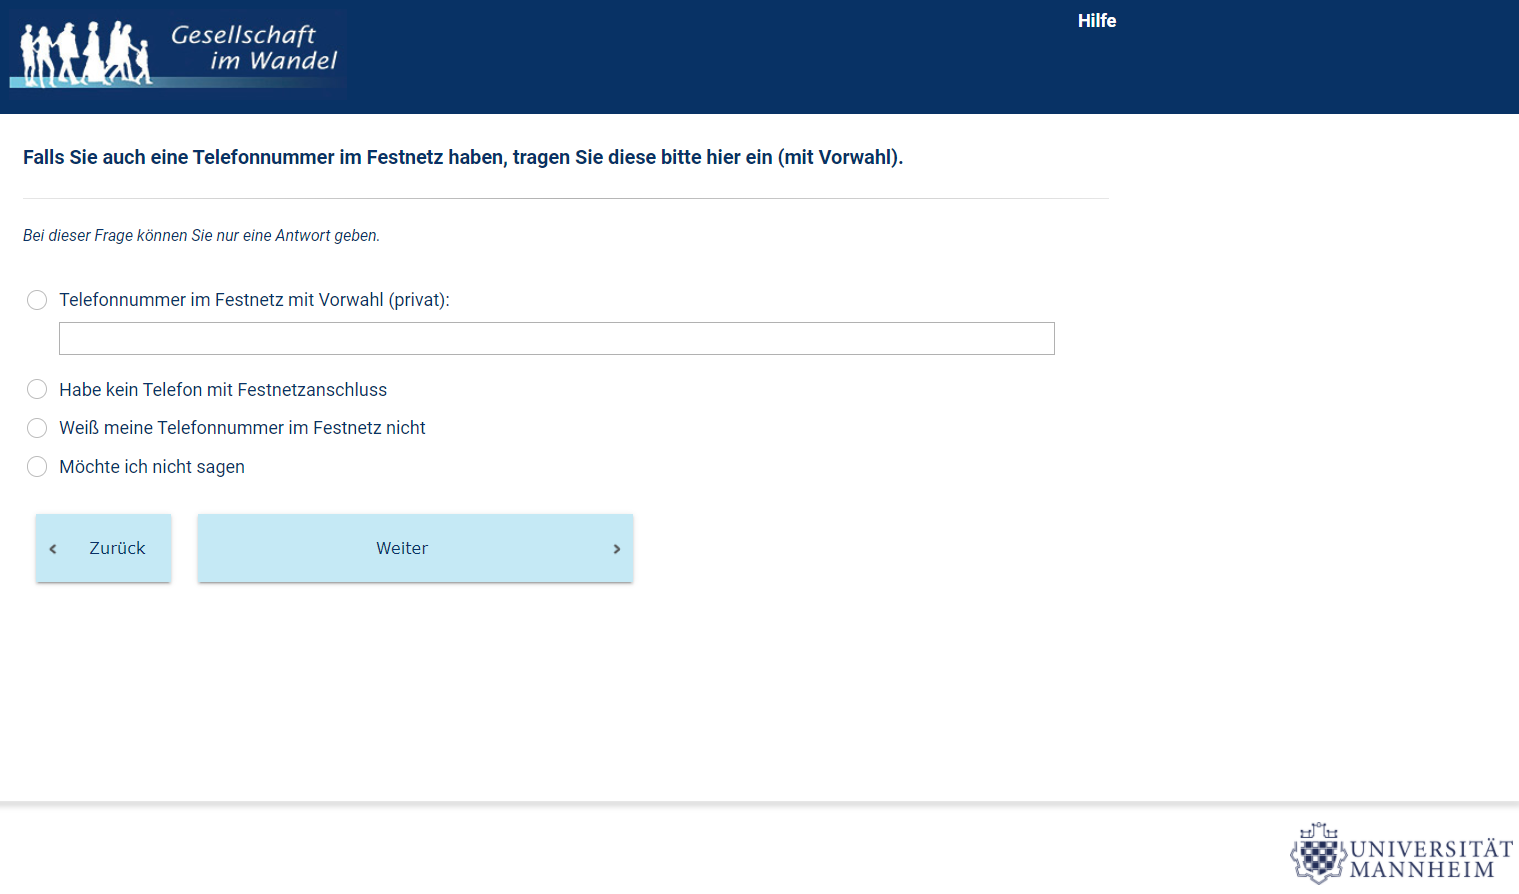 Gesellschaft
im Wandel
Hilfe
Falls Sie auch eine Telefonnummer im Festnetz haben, tragen Sie diese bitte hier ein (mit Vorwahl).
Bei dieser Frage können Sie nur eine Antwort geben.
Telefonnummer im Festnetz mit Vorwahl (privat):
Habe kein Telefon mit Festnetzanschluss
Weiß meine Telefonnummer im Festnetz nicht
Möchte ich nicht sagen
Zurück
Weiter
UNIVERSITÄT
MANNHEIM